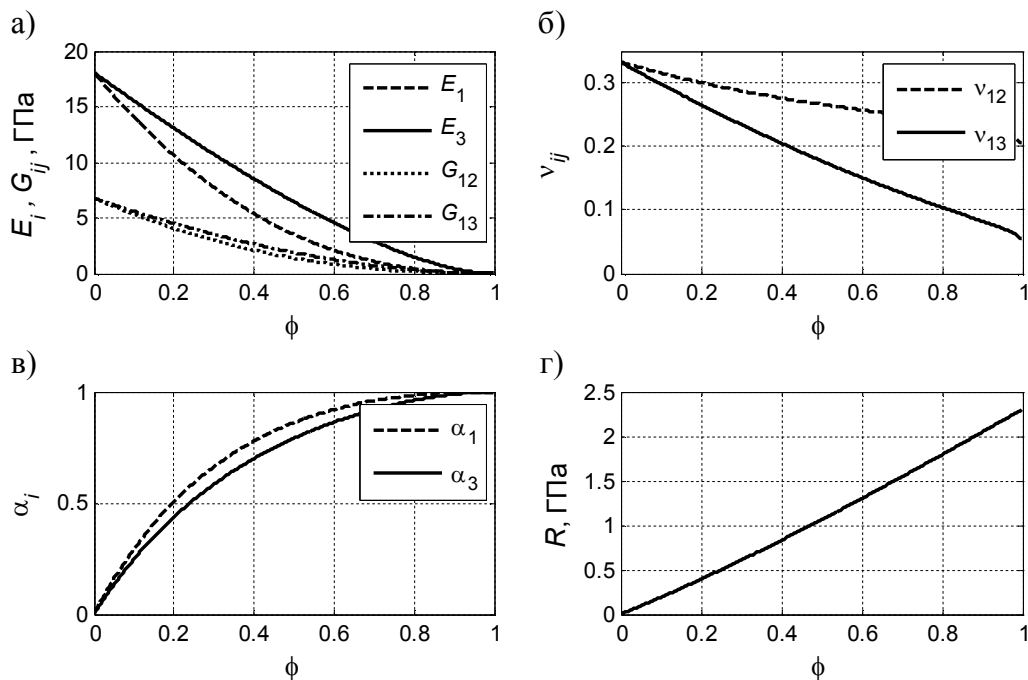 а)
20
15
10
5
0
E_i , G_ij , ГПа
E_1
E_3
G_12
G_13
0 0.2 0.4 0.6 0.8 1
ϕ
б)
0.3
0.2
0.1
0
ν_ij
ν_12
ν_13
0 0.2 0.4 0.6 0.8 1
ϕ
в)
1
0.5
0
α_i
α_1
α_3
0 0.2 0.4 0.6 0.8 1
ϕ
г)
2.5
2
1.5
1
0.5
0
R, ГПа
0 0.2 0.4 0.6 0.8 1
ϕ